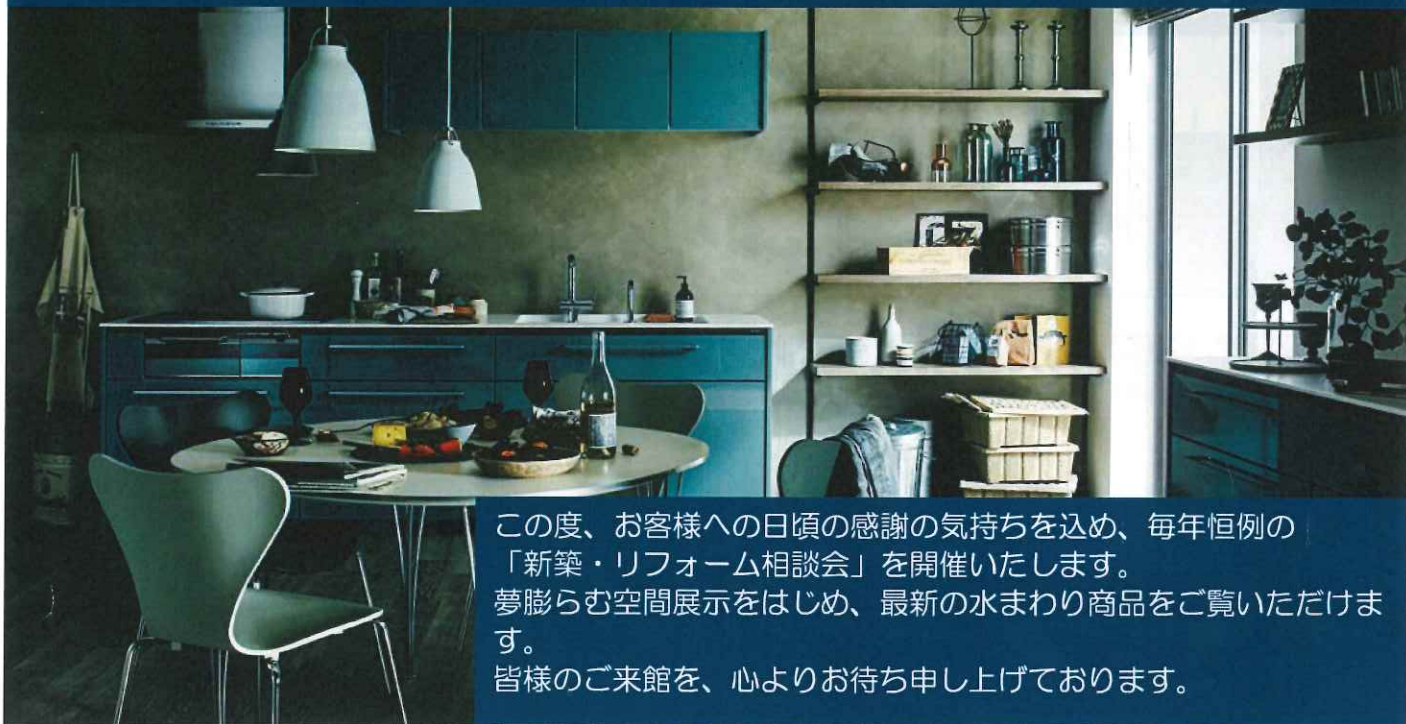 この度、お客様への日頃の感謝の気持ちを込め、毎年恒例の
「新築・リフォーム相談会」を開催いたします。
夢膨らむ空間展示をはじめ、最新の水まわり商品をご覧いただけま
す。
皆様のご来館を、心よりお待ち申し上げております。